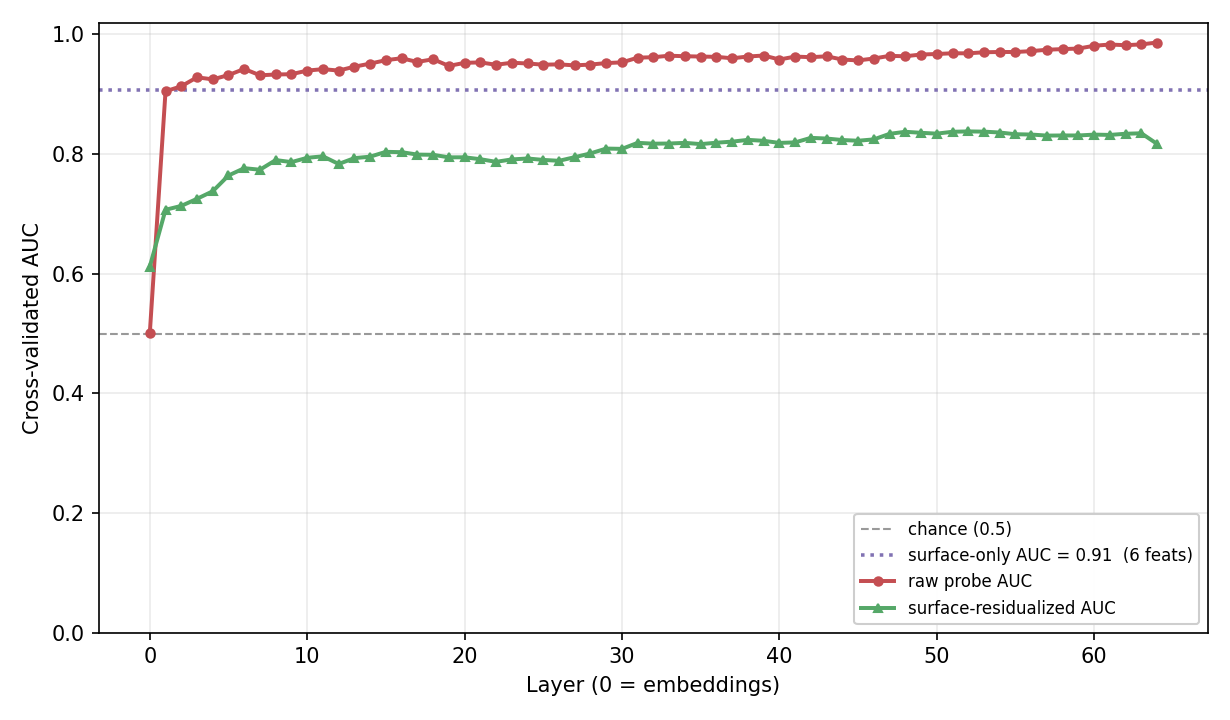 1.0
0.8
0.6
0.4
0.2
0.0
Cross-validated AUC
0 10 20 30 40 50 60
Layer (0 = embeddings)
chance (0.5)
surface-only AUC = 0.91 (6 feats)
raw probe AUC
surface-residualized AUC